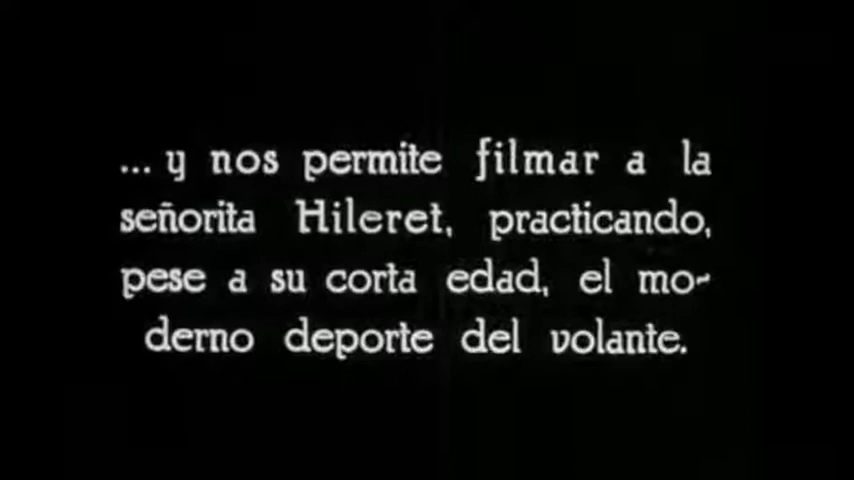 ... y nos permite filmar a la
señorita Hileret, practicando,
pese a su corta edad, el mo-
derno deporte del volante.